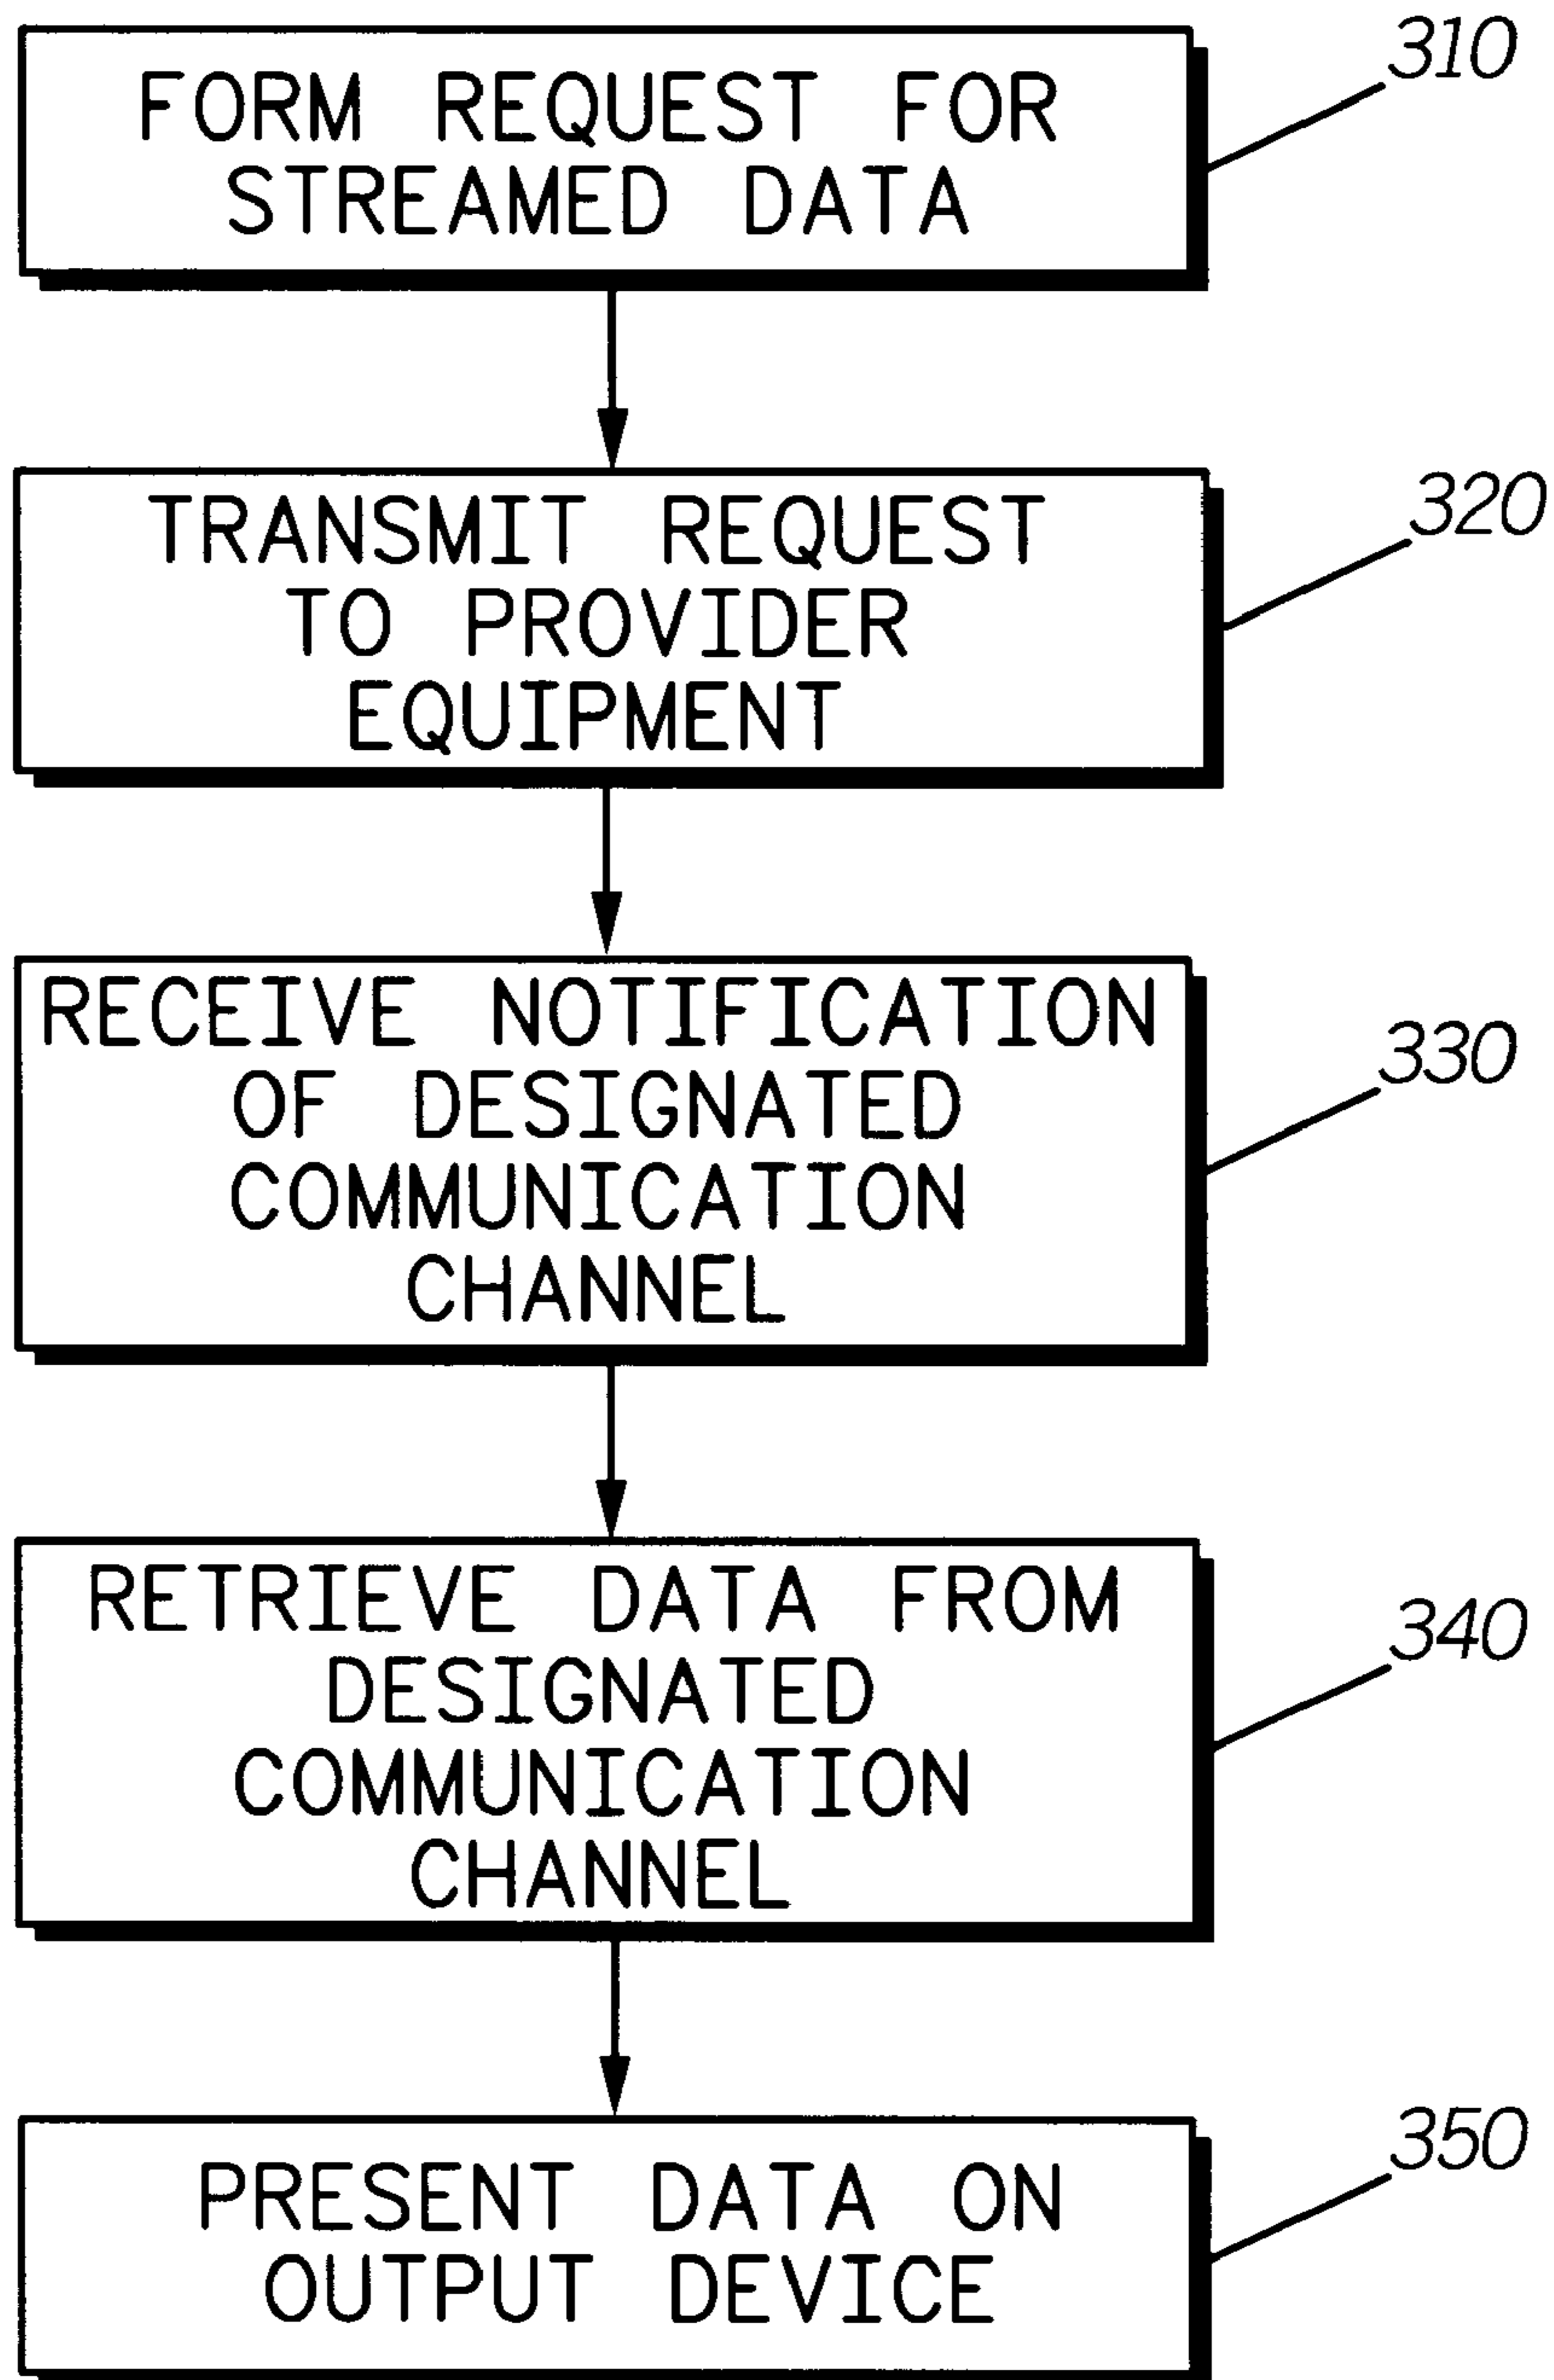 310
FORM REQUEST FOR
STREAMED DATA
320
TRANSMIT REQUEST
TO PROVIDER
EQUIPMENT
330
RECEIVE NOTIFICATION
OF DESIGNATED
COMMUNICATION
CHANNEL
340
RETRIEVE DATA FROM
DESIGNATED
COMMUNICATION
CHANNEL
350
PRESENT DATA ON
OUTPUT DEVICE